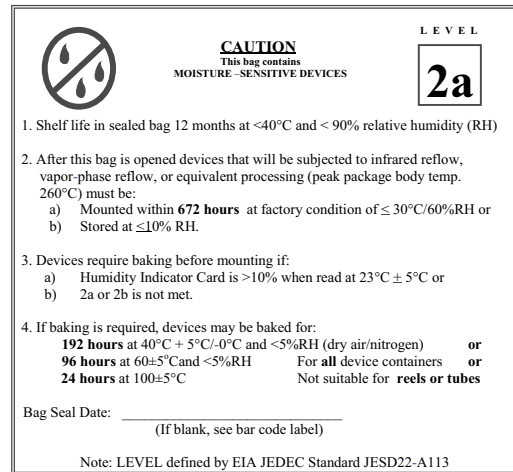 LEVEL
CAUTION
This bag contains
MOISTURE –SENSITIVE DEVICES
2a
1. Shelf life in sealed bag 12 months at <40°C and < 90% relative humidity (RH)
2. After this bag is opened devices that will be subjected to infrared reflow,
vapor-phase reflow, or equivalent processing (peak package body temp.
260°C) must be:
a) Mounted within 672 hours at factory condition of ≤ 30°C/60%RH or
b) Stored at ≤10% RH.
3. Devices require baking before mounting if:
a) Humidity Indicator Card is >10% when read at 23°C ± 5°C or
b) 2a or 2b is not met.
4. If baking is required, devices may be baked for:
192 hours at 40°C + 5°C/-0°C and <5%RH (dry air/nitrogen) or
96 hours at 60±5°Cand <5%RH For all device containers or
24 hours at 100±5°C Not suitable for reels or tubes
Bag Seal Date: ______________________________
(If blank, see bar code label)
Note: LEVEL defined by EIA JEDEC Standard JESD22-A113